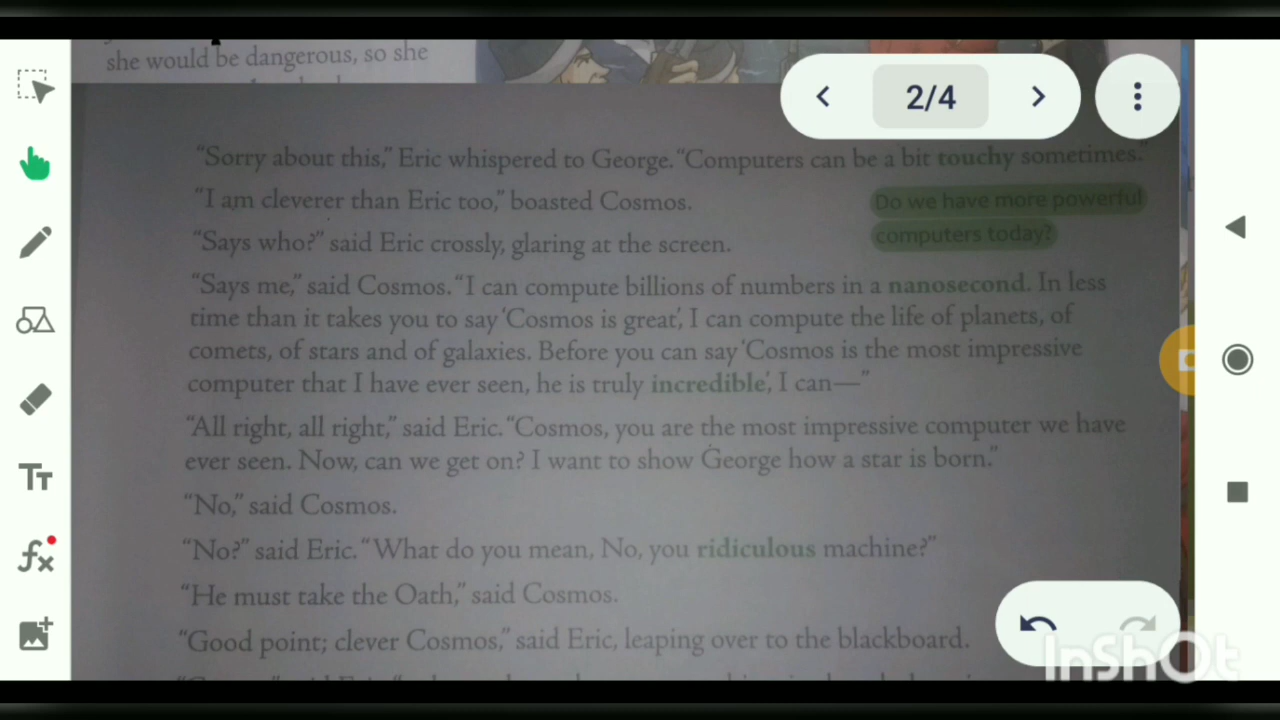 she would be dangerous, so she
2/4
“Sorry about this,” Eric whispered to George. “Computers can be a bit touchy sometimes.”
“I am cleverer than Eric too,” boasted Cosmos.
Do we have more powerful
computers today?
“Says who?” said Eric crossly, glaring at the screen.
“Says me,” said Cosmos. “I can compute billions of numbers in a nanosecond. In less
time than it takes you to say ‘Cosmos is great’, I can compute the life of planets, of
comets, of stars and of galaxies. Before you can say ‘Cosmos is the most impressive
computer that I have ever seen, he is truly incredible’, I can—”
“All right, all right,” said Eric. “Cosmos, you are the most impressive computer we have
ever seen. Now, can we get on? I want to show George how a star is born.”
“No,” said Cosmos.
“No?” said Eric. “What do you mean, No, you ridiculous machine?”
“He must take the Oath,” said Cosmos.
“Good point; clever Cosmos,” said Eric, leaping over to the blackboard.
Tт
fx
InShOt